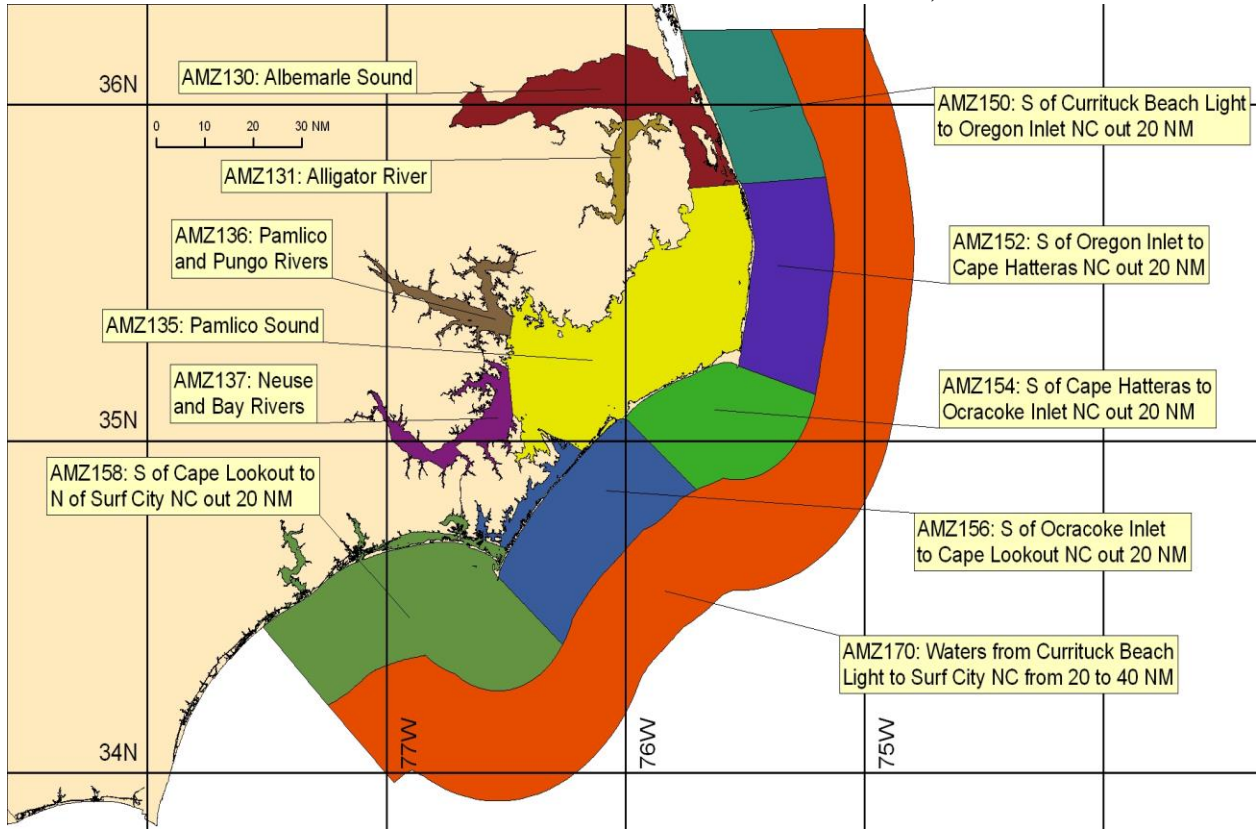 36N
AMZ130: Albemarle Sound
0 10 20 30 NM
AMZ150: S of Currituck Beach Light
to Oregon Inlet NC out 20 NM
AMZ131: Alligator River
AMZ136: Pamlico
and Pungo Rivers
AMZ152: S of Oregon Inlet to
Cape Hatteras NC out 20 NM
AMZ135: Pamlico Sound
AMZ137: Neuse
and Bay Rivers
AMZ154: S of Cape Hatteras to
Ocracoke Inlet NC out 20 NM
35N
AMZ158: S of Cape Lookout to
N of Surf City NC out 20 NM
AMZ156: S of Ocracoke Inlet
to Cape Lookout NC out 20 NM
AMZ170: Waters from Currituck Beach
Light to Surf City NC from 20 to 40 NM
34N
77W
76W
75W